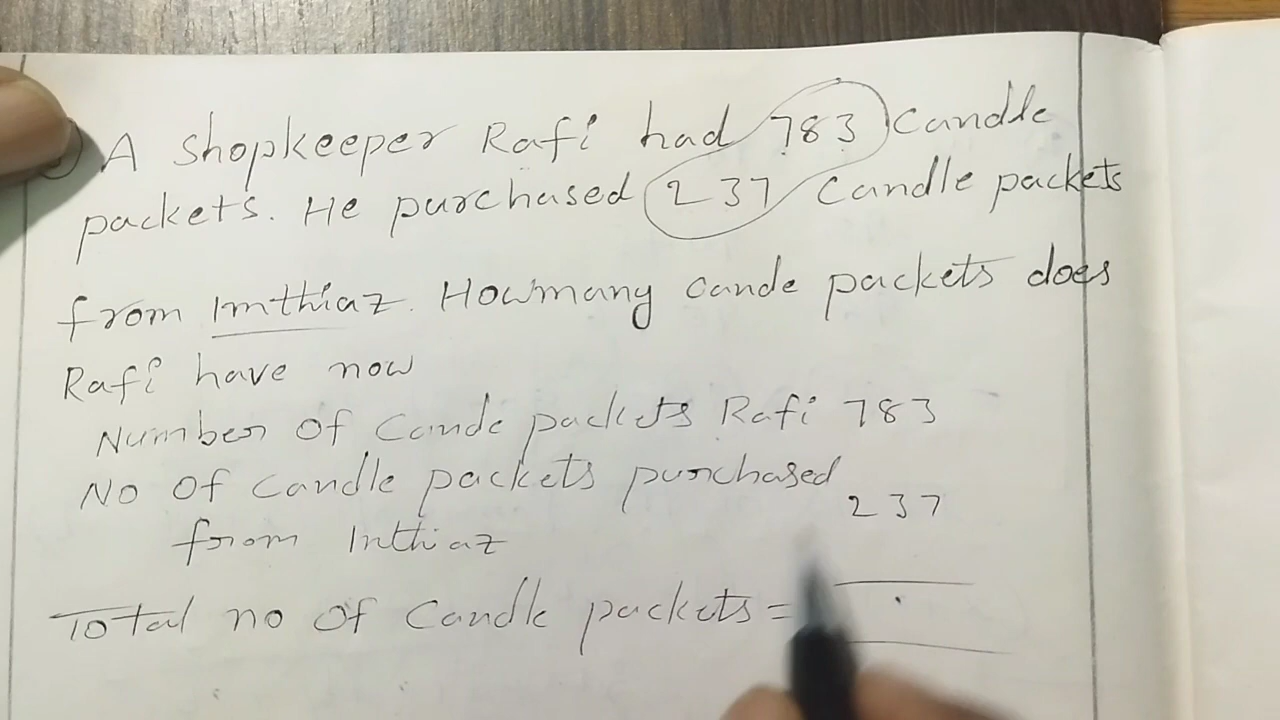 A Shopkeeper Rafi had 783 Candle
packets. He purchased 237 Candle packets
from Imthiaz. Howmany cande packets does
Rafi have now
Number of Cande packets Rafi 783
No of candle packets purchased
237
from Inthiaz
Total no of Candle packets =